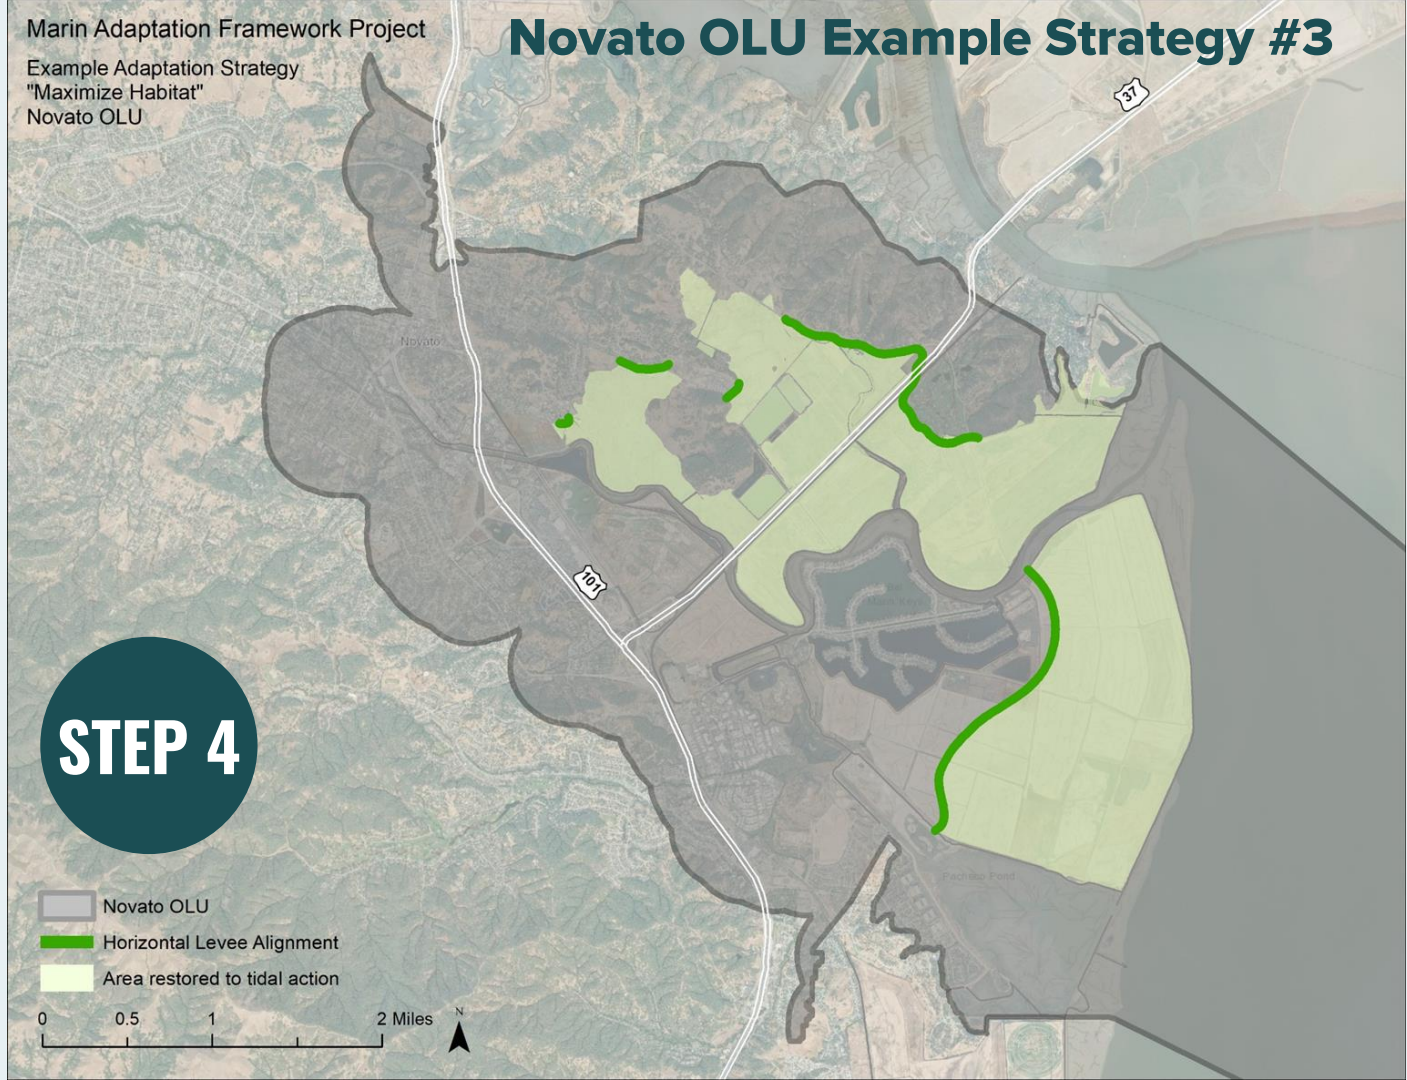 Marin Adaptation Framework Project
Novato OLU Example Strategy #3
Example Adaptation Strategy
"Maximize Habitat"
Novato OLU
37
Novato
101
STEP 4
Pacheco Pond
Novato OLU
Horizontal Levee Alignment
Area restored to tidal action
0 0.5 1 2 Miles
N